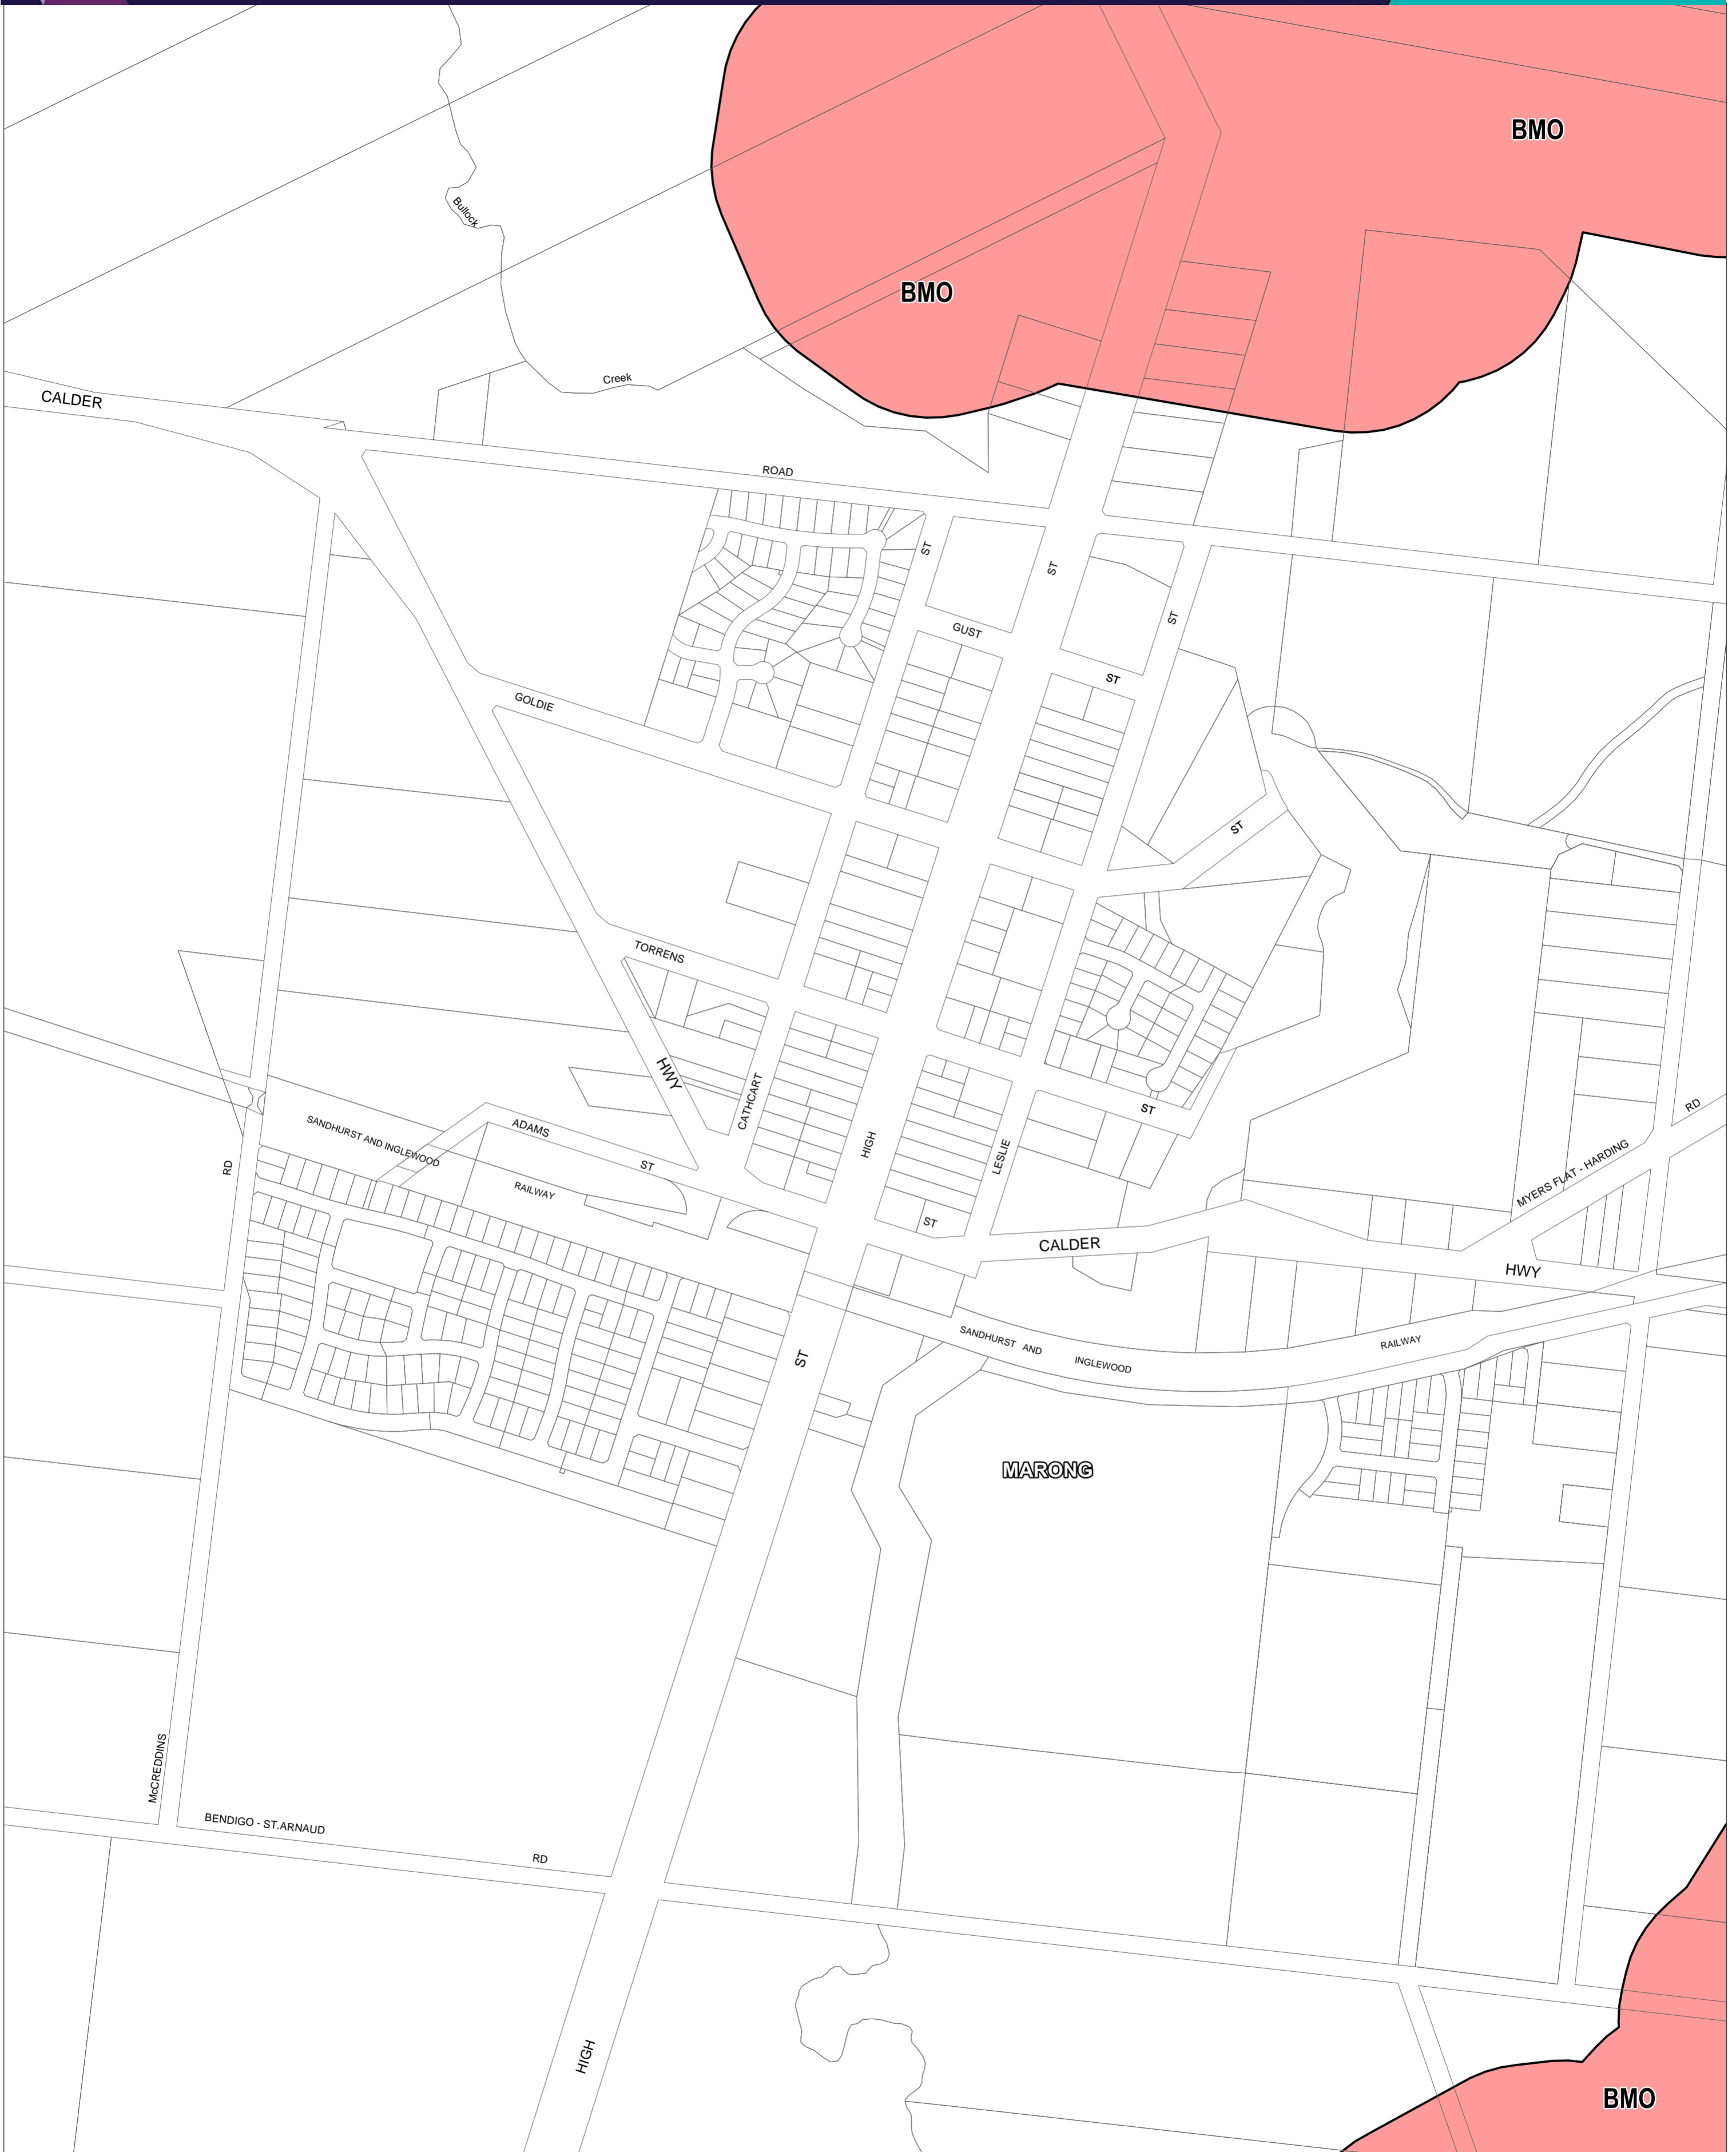 BMO
Bullock
BMO
Creek
CALDER
ROAD
ST
ST
ST
GUST
ST
GOLDIE
ST
TORRENS
HWY
CATHCART
ADAMS
ST
SANDHURST AND INGLEWOOD
RAILWAY
RD
HIGH
LESLIE
ST
ST
RD
MYERS FLAT - HARDING
CALDER
HWY
SANDHURST AND INGLEWOOD
RAILWAY
ST
MARONG
McCREDDINS
BENDIGO - ST.ARNAUD
RD
HIGH
BMO